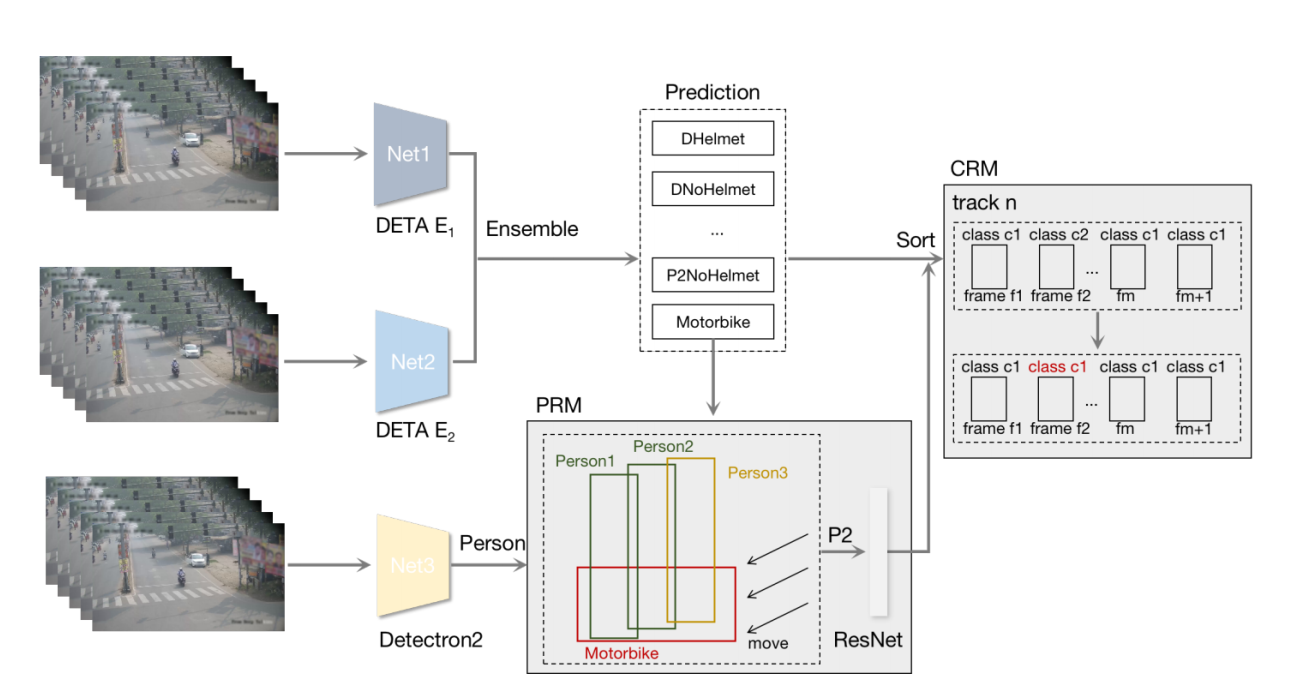 Prediction
DHelmet
DNoHelmet
...
P2NoHelmet
Motorbike
Net1
DETA E1
Ensemble
Net2
DETA E2
Net3
Detectron2
Person
PRM
Person1
Person2
Person3
Motorbike
move
P2
ResNet
Sort
CRM
track n
class c1 class c2 class c1 class c1
...
frame f1 frame f2 fm fm+1
class c1 class c1 class c1 class c1
...
frame f1 frame f2 fm fm+1